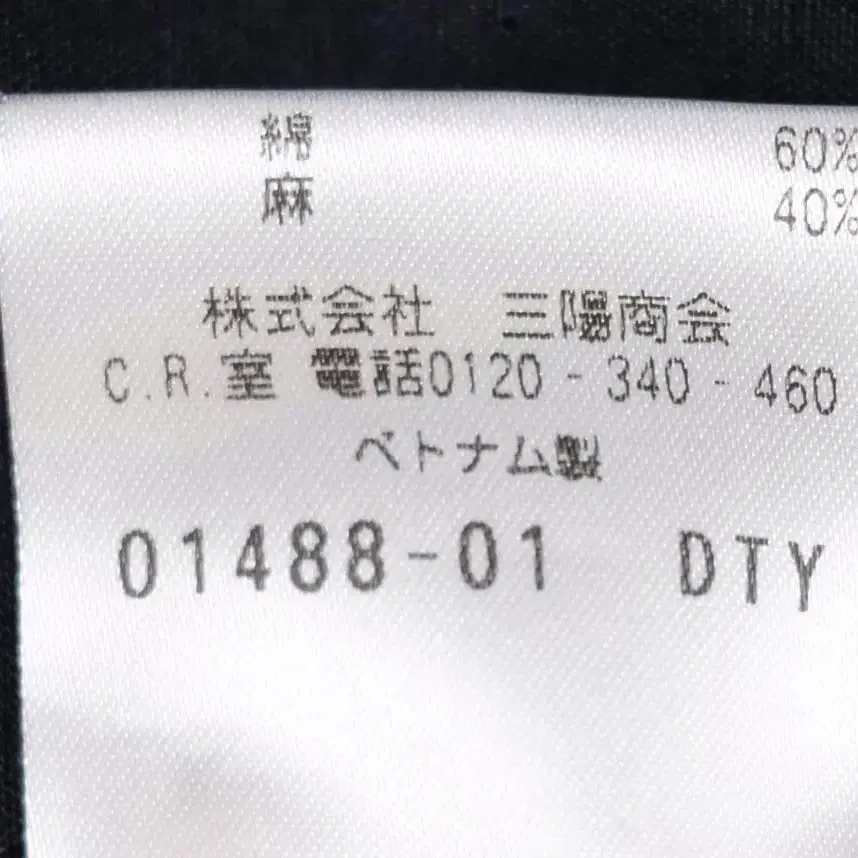 綿 60%
麻 40%
株式会社 三陽商会
C.R.室 電話0120-340-460
ベトナム製
01488-01 DTY